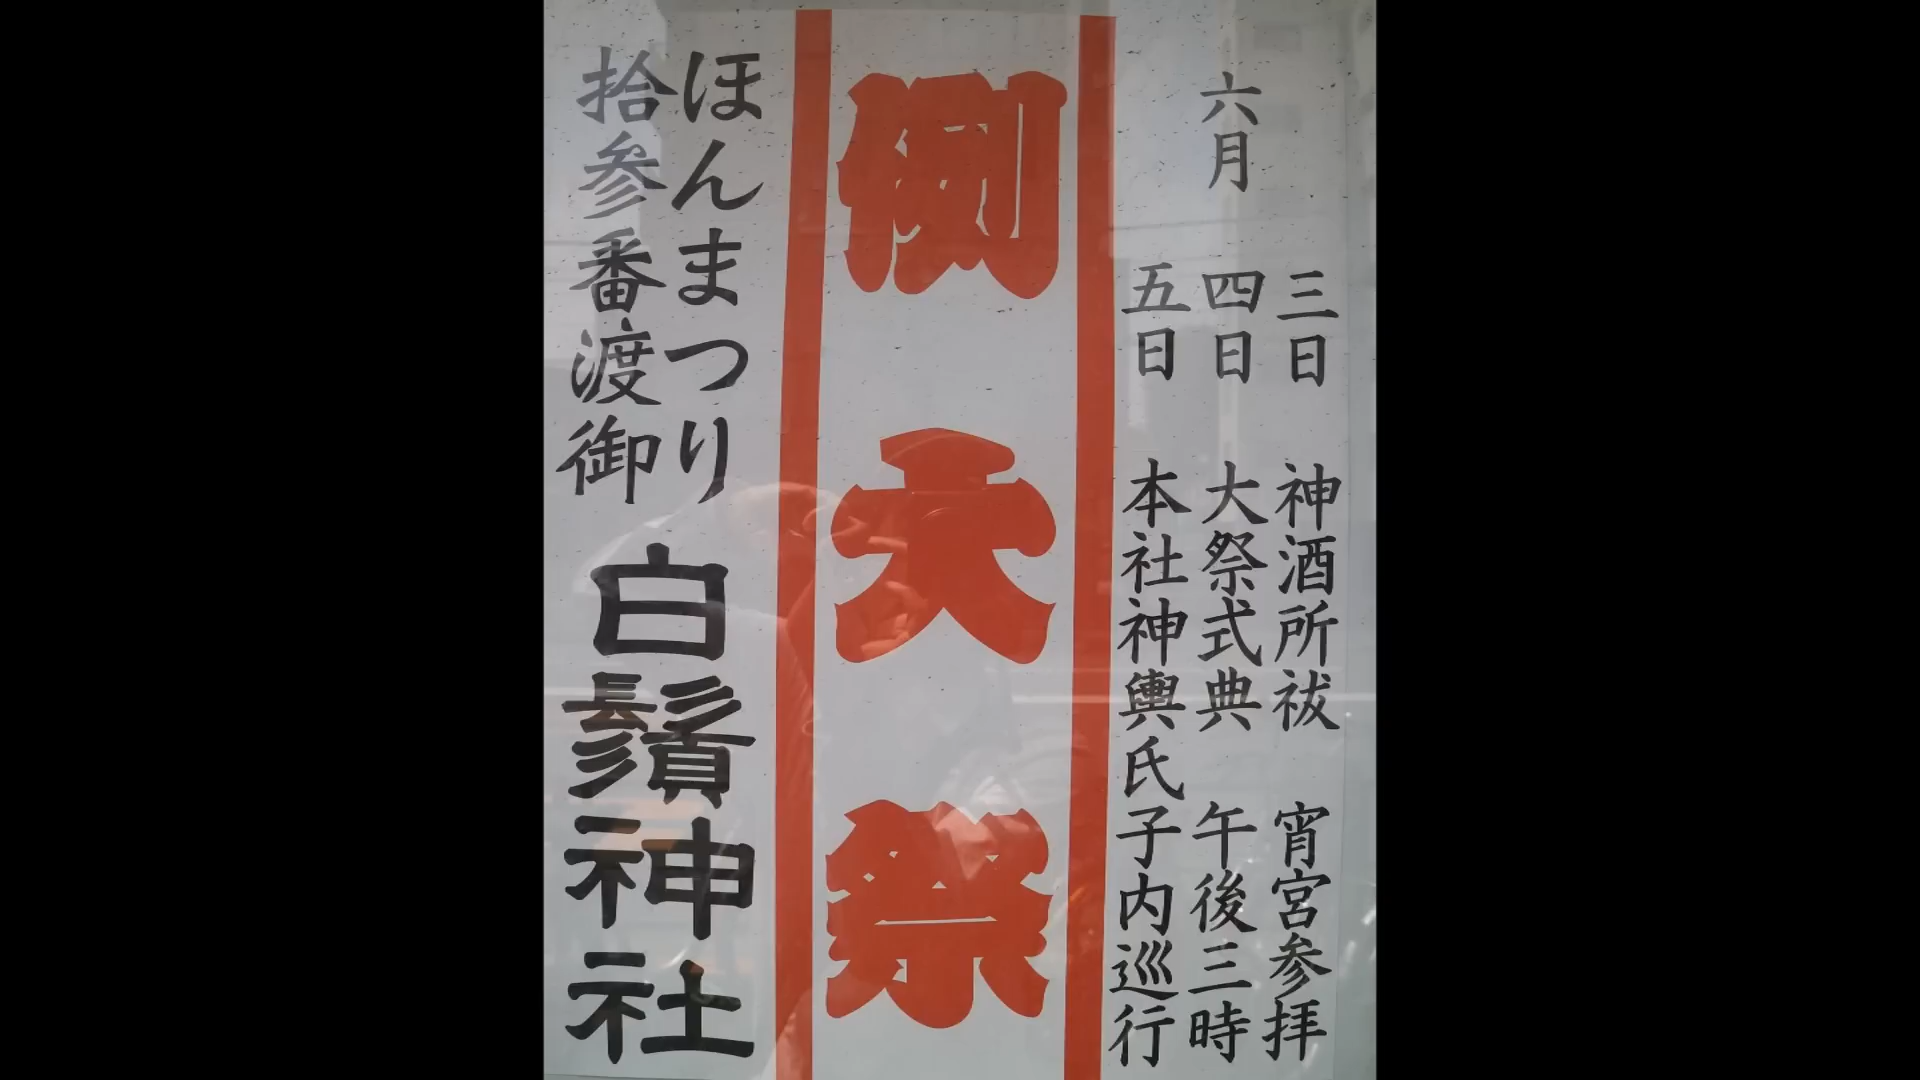 六月
三日 神酒所祓 宵宮参拝
四日 大祭式典 午後三時
五日 本社神輿氏子内巡行
例大祭
ほんまつり
拾参番渡御
白鬚神社